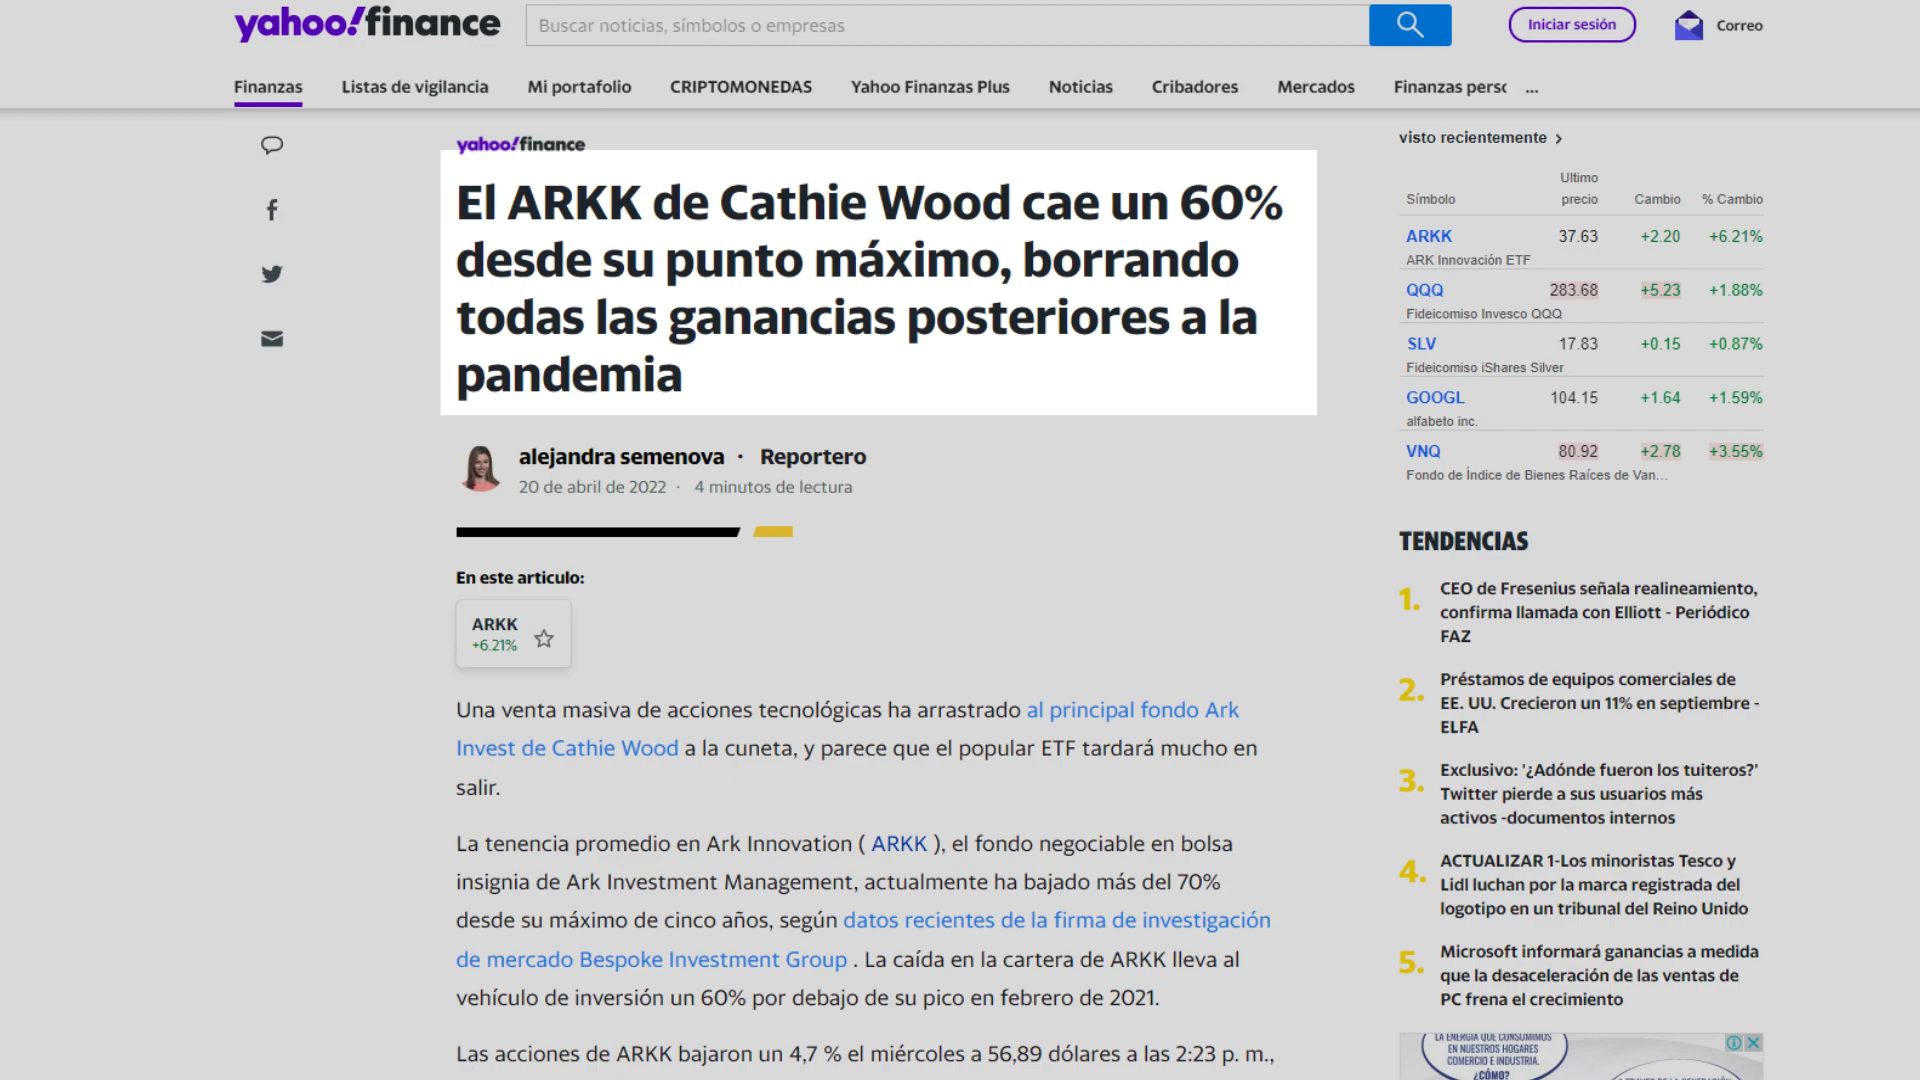 yahoo!finance
Buscar noticias, símbolos o empresas
Iniciar sesión
Correo
Finanzas
Listas de vigilancia
Mi portafolio
CRIPTOMONEDAS
Yahoo Finanzas Plus
Noticias
Cribadores
Mercados
Finanzas persc
...
yahoo!finance
El ARKK de Cathie Wood cae un 60%
desde su punto máximo, borrando
todas las ganancias posteriores a la
pandemia
alejandra semenova · Reportero
20 de abril de 2022 · 4 minutos de lectura
En este articulo:
ARKK
+6.21%
Una venta masiva de acciones tecnológicas ha arrastrado al principal fondo Ark
Invest de Cathie Wood a la cuneta, y parece que el popular ETF tardará mucho en
salir.
La tenencia promedio en Ark Innovation ( ARKK ), el fondo negociable en bolsa
insignia de Ark Investment Management, actualmente ha bajado más del 70%
desde su máximo de cinco años, según datos recientes de la firma de investigación
de mercado Bespoke Investment Group . La caída en la cartera de ARKK lleva al
vehículo de inversión un 60% por debajo de su pico en febrero de 2021.
Las acciones de ARKK bajaron un 4,7 % el miércoles a 56,89 dólares a las 2:23 p. m.,
visto recientemente
Símbolo Ultimo precio Cambio % Cambio
ARKK 37.63 +2.20 +6.21%
ARK Innovación ETF
QQQ 283.68 +5.23 +1.88%
Fideicomiso Invesco QQQ
SLV 17.83 +0.15 +0.87%
Fideicomiso iShares Silver
GOOGL 104.15 +1.64 +1.59%
alfabeto inc.
VNQ 80.92 +2.78 +3.55%
Fondo de Índice de Bienes Raíces de Van...
TENDENCIAS
1. CEO de Fresenius señala realineamiento,
confirma llamada con Elliott - Periódico
FAZ
2. Préstamos de equipos comerciales de
EE. UU. Crecieron un 11% en septiembre -
ELFA
3. Exclusivo: '¿Adónde fueron los tuiteros?'
Twitter pierde a sus usuarios más
activos -documentos internos
4. ACTUALIZAR 1-Los minoristas Tesco y
Lidl luchan por la marca registrada del
logotipo en un tribunal del Reino Unido
5. Microsoft informará ganancias a medida
que la desaceleración de las ventas de
PC frena el crecimiento
LA ENERGÍA QUE CONSUMIMOS
EN NUESTROS HOGARES
COMERCIO E INDUSTRIA.
¿CÓMO?